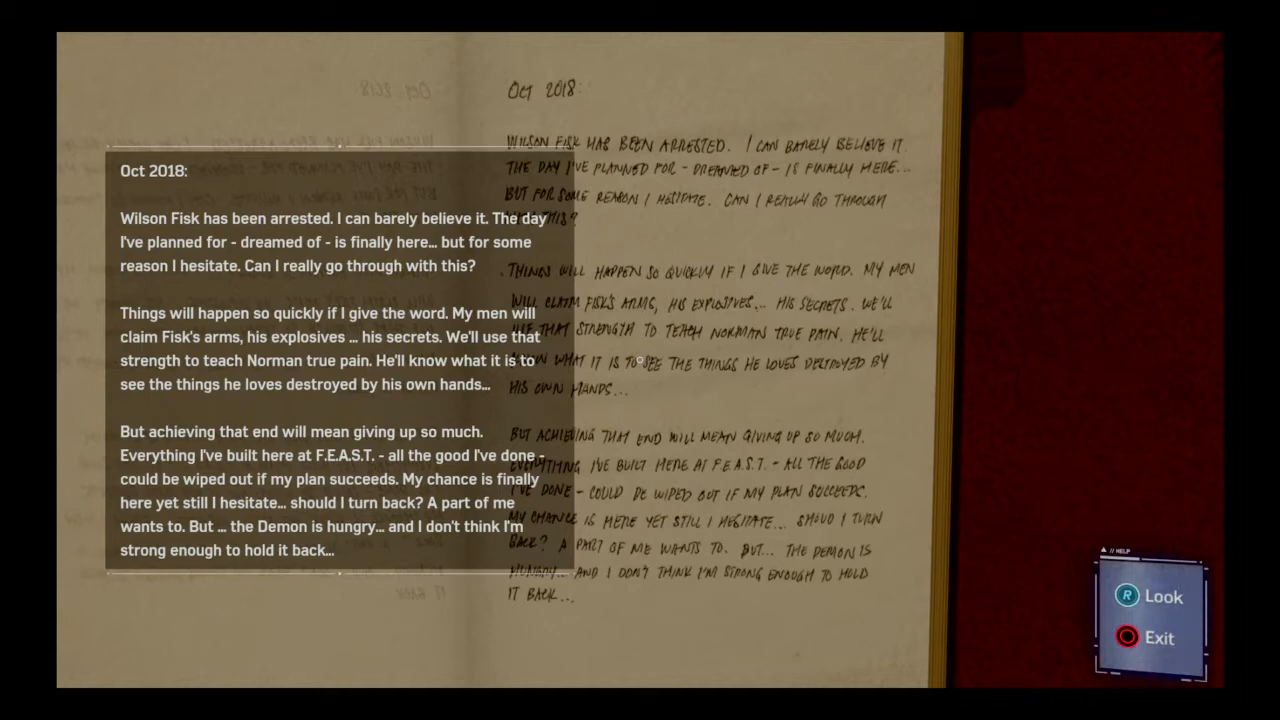 Oct 2018:
Wilson Fisk has been arrested. I can barely believe it. The day
I've planned for - dreamed of - is finally here... but for some
reason I hesitate. Can I really go through with this?
Things will happen so quickly if I give the word. My men will
claim Fisk's arms, his explosives ... his secrets. We'll use that
strength to teach Norman true pain. He'll know what it is to
see the things he loves destroyed by his own hands...
But achieving that end will mean giving up so much.
Everything I've built here at F.E.A.S.T. - all the good I've done -
could be wiped out if my plan succeeds. My chance is finally
here yet still I hesitate... should I turn back? A part of me
wants to. But ... the Demon is hungry... and I don't think I'm
strong enough to hold it back...
OCT 2018:
WILSON FISK HAS BEEN ARRESTED. I CAN BARELY BELIEVE IT.
THE DAY I'VE PLANNED FOR - DREAMED OF - IS FINALLY HERE...
BUT FOR SOME REASON I HESITATE. CAN I REALLY GO THROUGH
WITH THIS?
THINGS WILL HAPPEN SO QUICKLY IF I GIVE THE WORD. MY MEN
WILL CLAIM FISK'S ARMS, HIS EXPLOSIVES... HIS SECRETS. WE'LL
USE THAT STRENGTH TO TEACH NORMAN TRUE PAIN. HE'LL
KNOW WHAT IT IS TO SEE THE THINGS HE LOVES DESTROYED BY
HIS OWN HANDS...
BUT ACHIEVING THAT END WILL MEAN GIVING UP SO MUCH.
EVERYTHING I'VE BUILT HERE AT F.E.A.S.T. - ALL THE GOOD
I'VE DONE - COULD BE WIPED OUT IF MY PLAN SUCCEEDS.
MY CHANCE IS HERE YET STILL I HESITATE... SHOUD I TURN
BACK? A PART OF ME WANTS TO. BUT... THE DEMON IS
HUNGRY... AND I DON'T THINK I'M STRONG ENOUGH TO HOLD
IT BACK...
// HELP
R Look
Exit